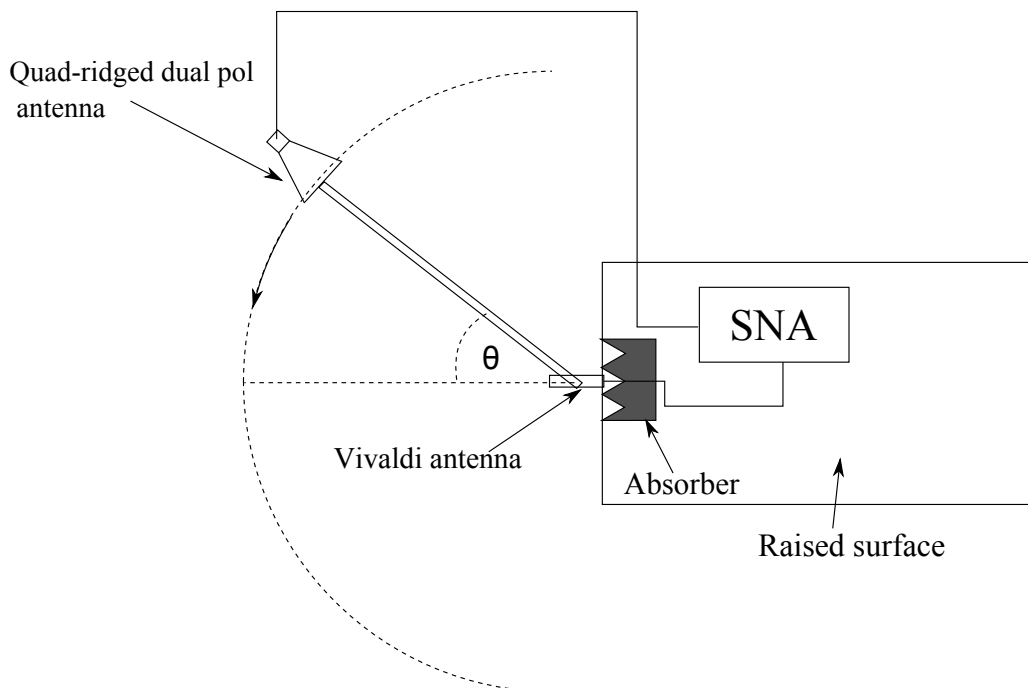 Quad-ridged dual pol
antenna
SNA
θ
Vivaldi antenna
Absorber
Raised surface